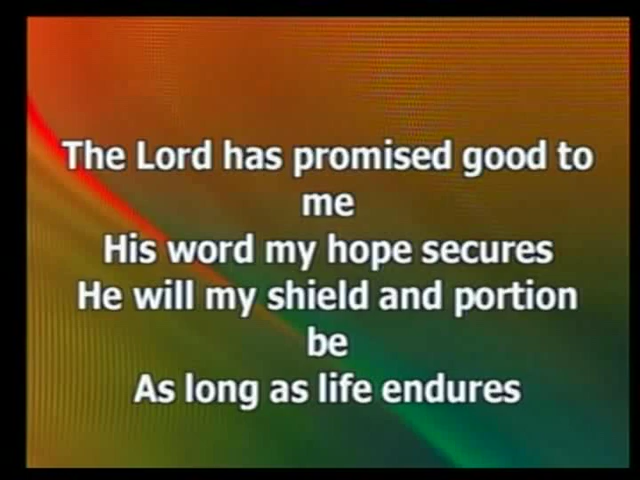 The Lord has promised good to
me
His word my hope secures
He will my shield and portion
be
As long as life endures